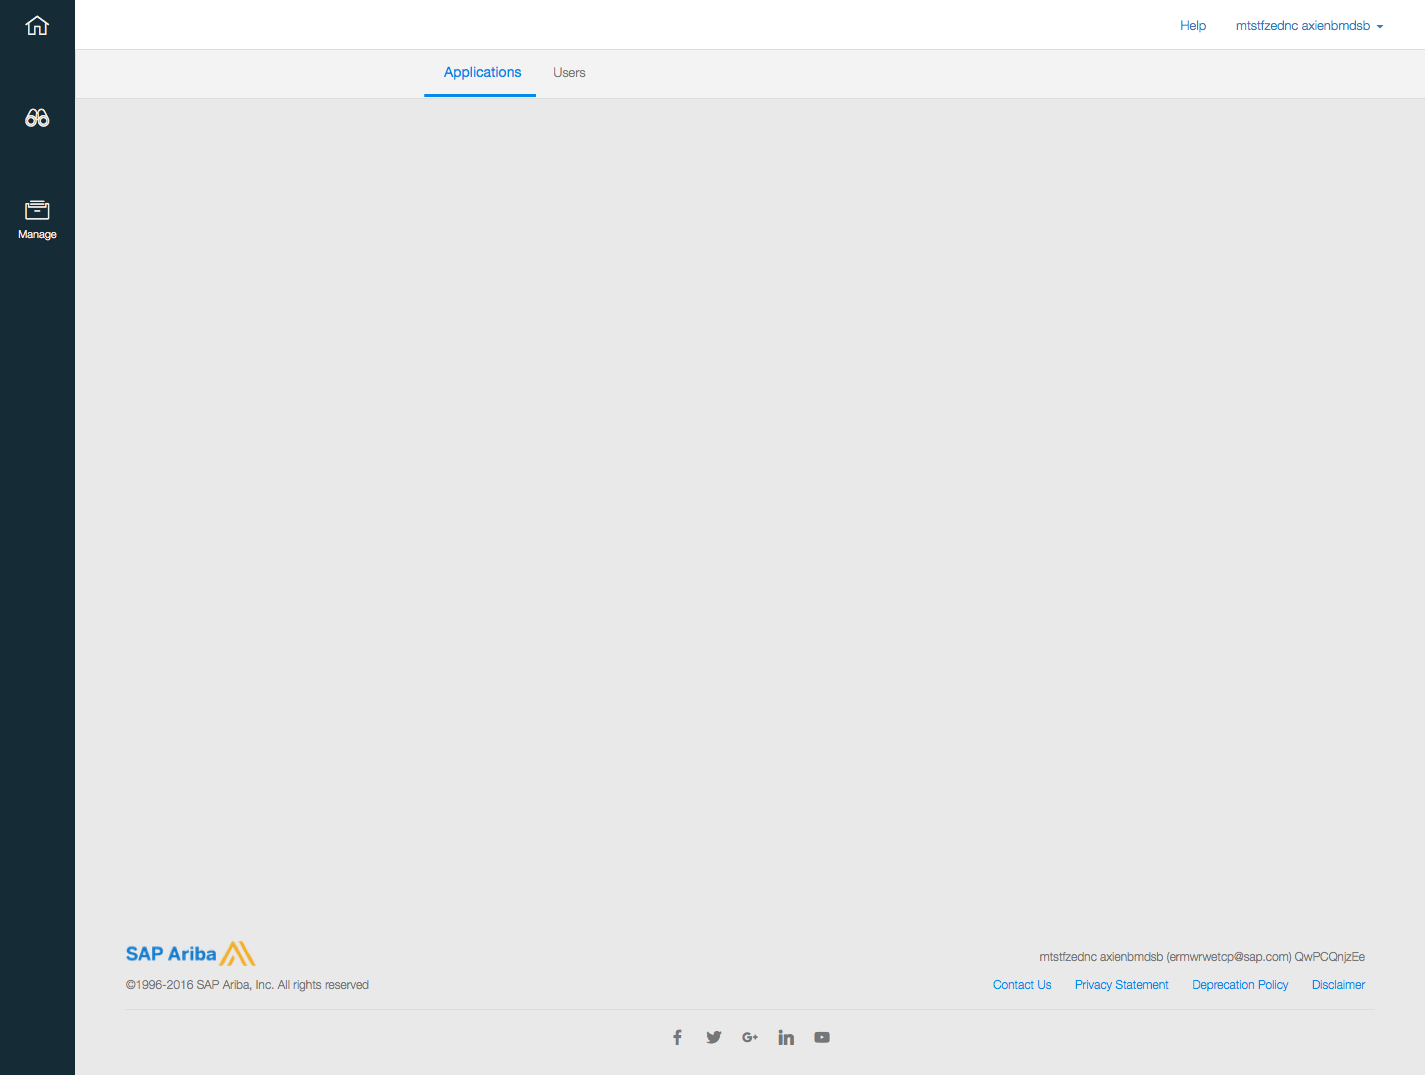 Help mtstfzednc axienbmdsb
Applications Users
Manage
SAP Ariba
mtstfzednc axienbmdsb (ermwrwetcp@sap.com) QwPCQnjzEe
©1996-2016 SAP Ariba, Inc. All rights reserved
Contact Us Privacy Statement Deprecation Policy Disclaimer